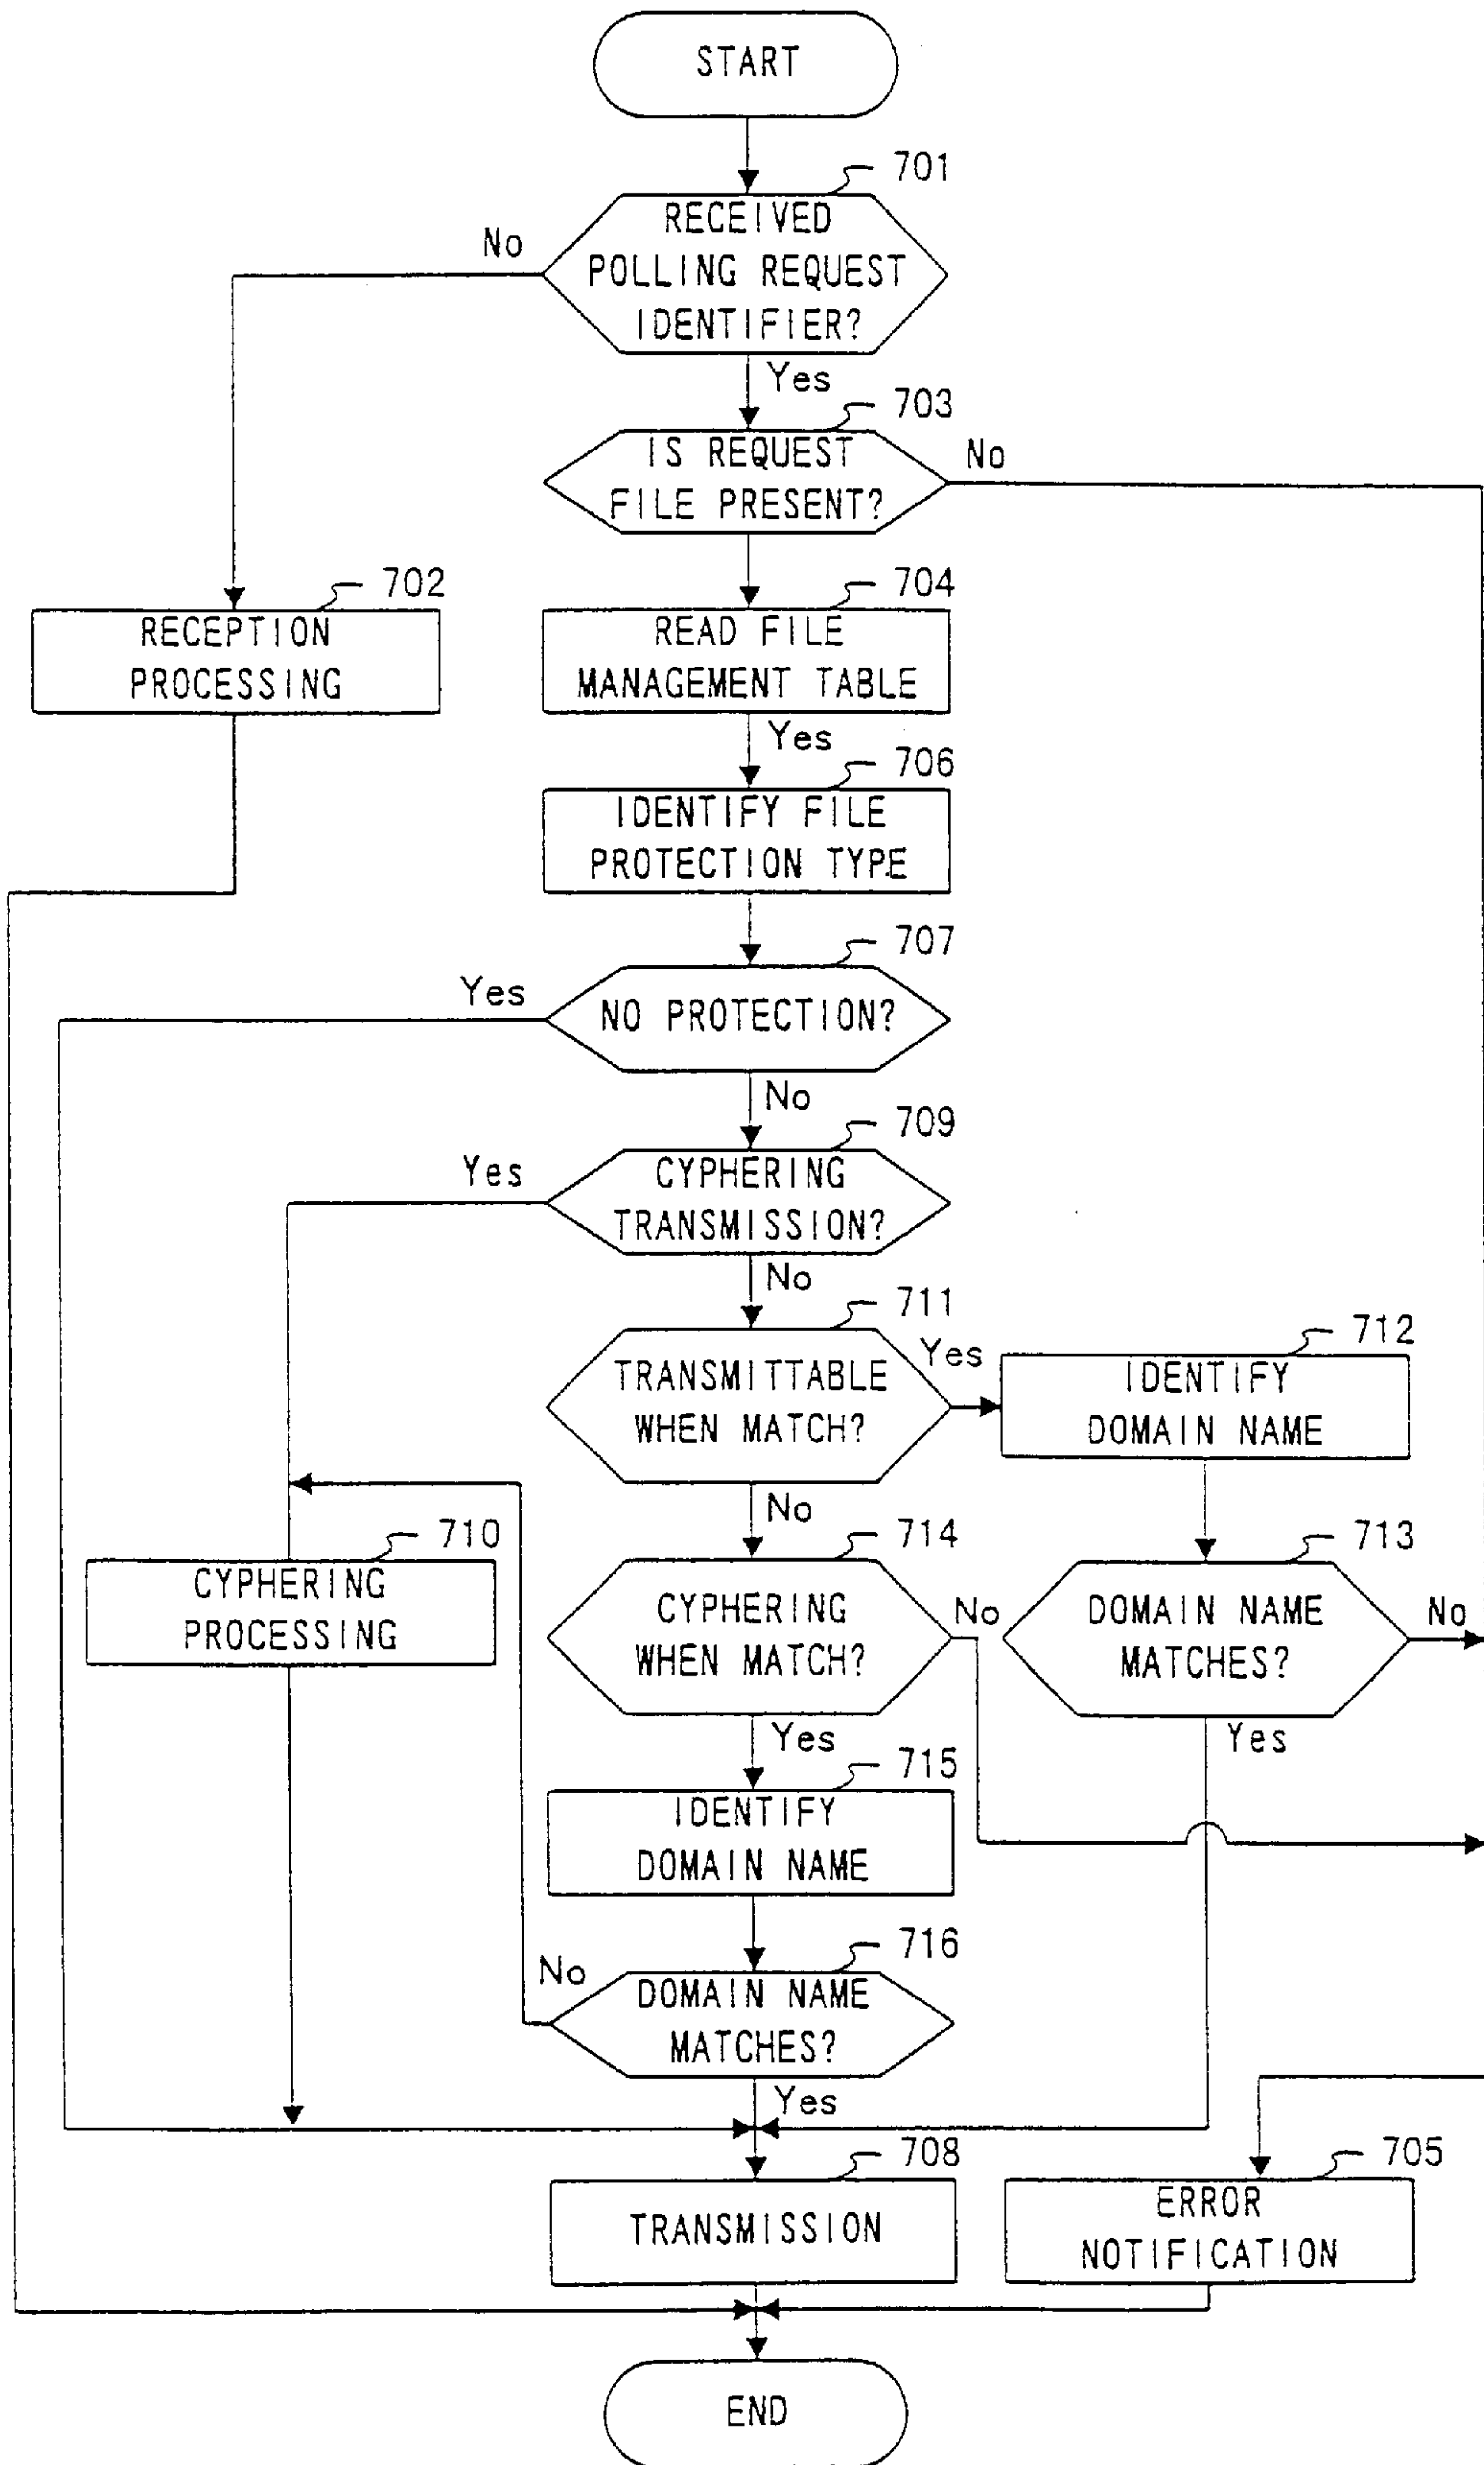 START
701
RECEIVED
POLLING REQUEST
IDENTIFIER?
No
Yes
703
IS REQUEST
FILE PRESENT?
No
702
RECEPTION
PROCESSING
704
READ FILE
MANAGEMENT TABLE
Yes
706
IDENTIFY FILE
PROTECTION TYPE
707
NO PROTECTION?
Yes
No
709
CYPHERING
TRANSMISSION?
Yes
No
711
TRANSMITTABLE
WHEN MATCH?
Yes
712
IDENTIFY
DOMAIN NAME
No
710
CYPHERING
PROCESSING
714
CYPHERING
WHEN MATCH?
No
713
DOMAIN NAME
MATCHES?
No
Yes
Yes
715
IDENTIFY
DOMAIN NAME
716
DOMAIN NAME
MATCHES?
No
Yes
708
TRANSMISSION
705
ERROR
NOTIFICATION
END